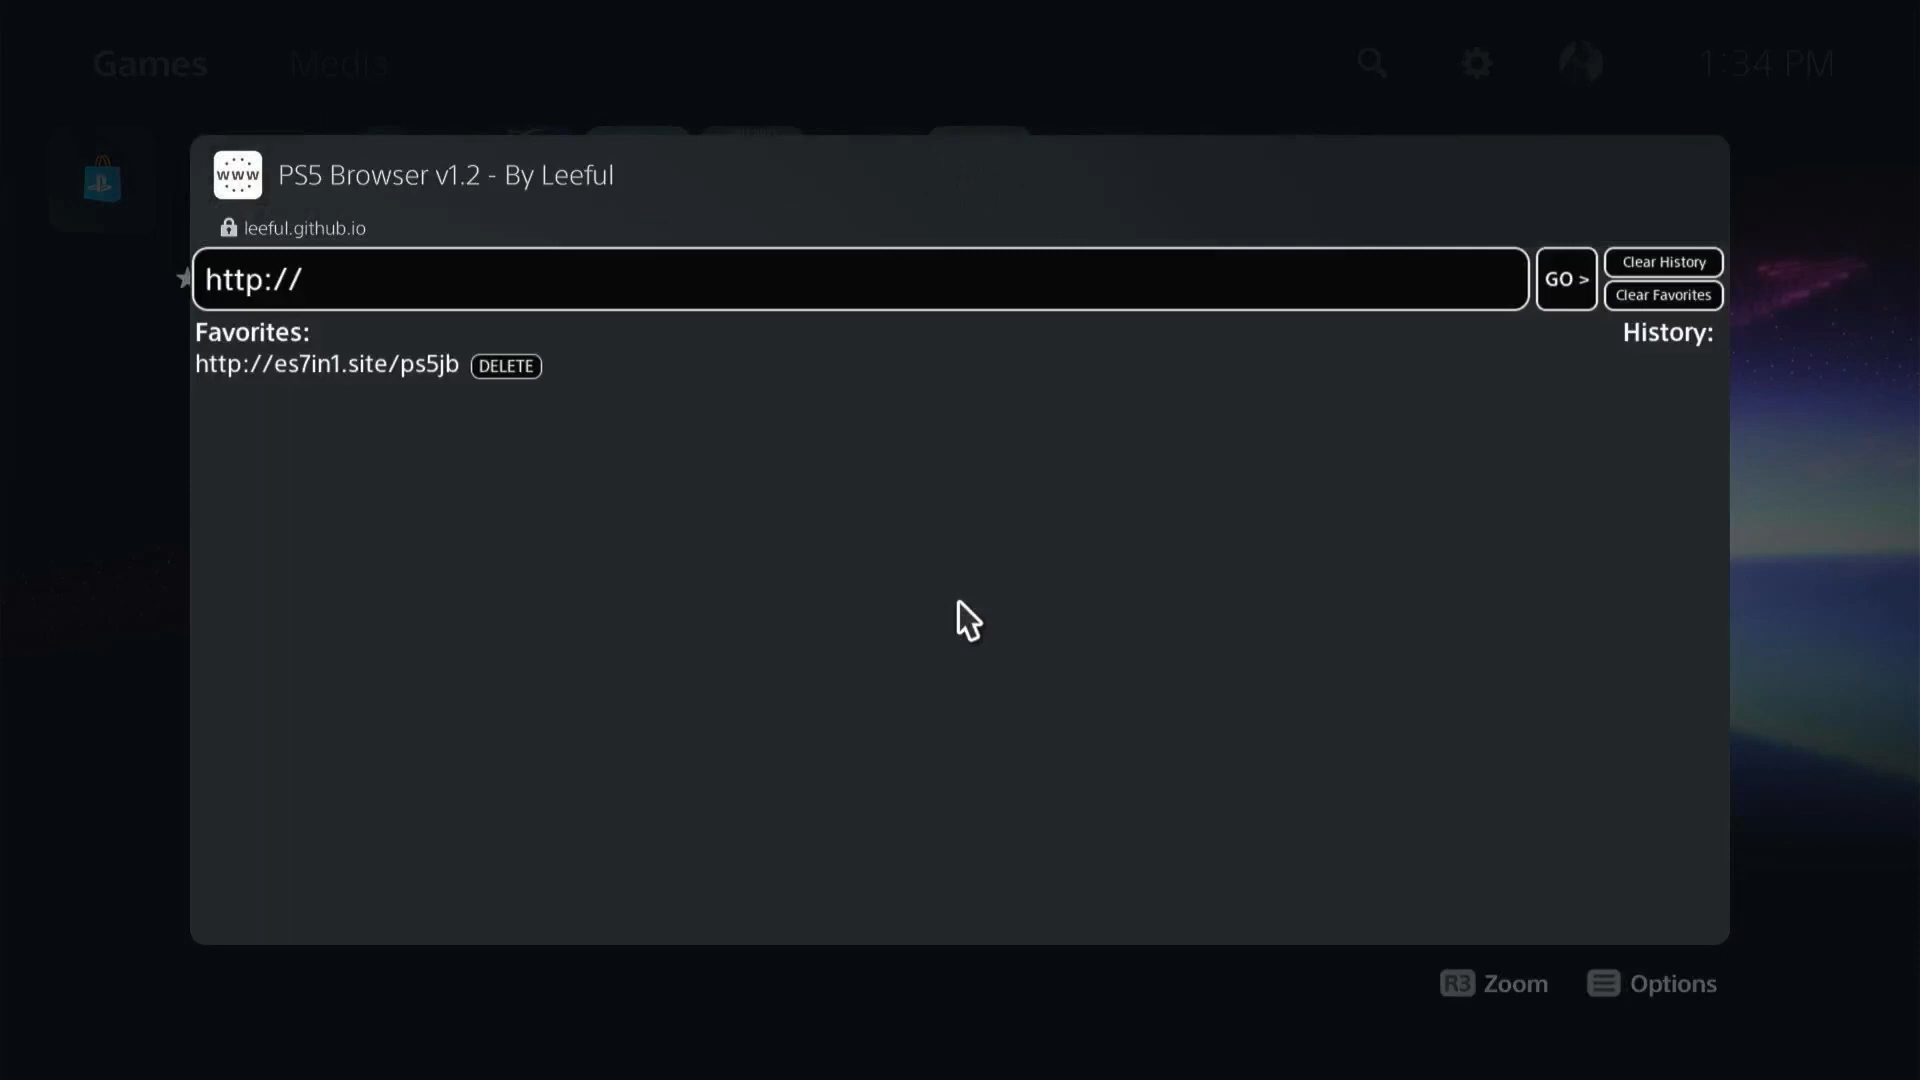 Games Media 1:34 PM
www PS5 Browser v1.2 - By Leeful
leeful.github.io
http:// GO > Clear History
Clear Favorites
Favorites: History:
http://es7in1.site/ps5jb DELETE
R3 Zoom Options